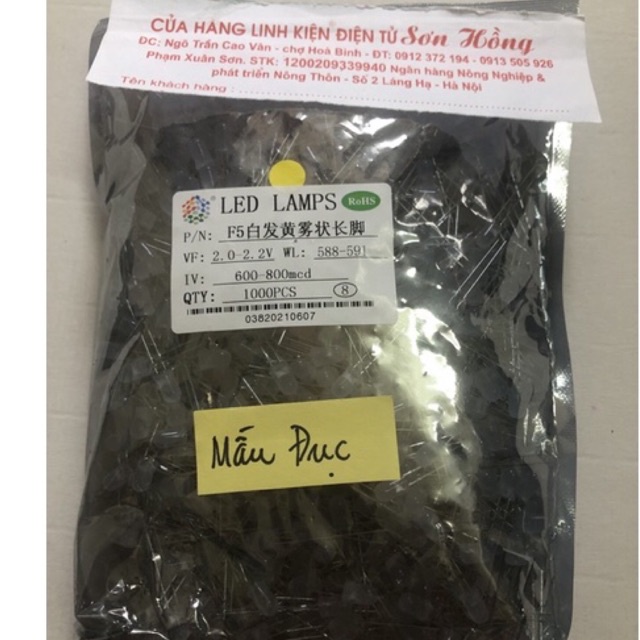 CỬA HÀNG LINH KIỆN ĐIỆN TỬ Sơn Hồng
ĐC: Ngõ Trần Cao Vân - chợ Hoà Bình - ĐT: 0912 372 194 - 0913 505 926
Phạm Xuân Sơn. STK: 1200209339940 Ngân hàng Nông Nghiệp &
phát triển Nông Thôn - Số 2 Láng Hạ - Hà Nội
Tên khách hàng :
LED LAMPS RoHS
P/N: F5白发黄雾状长脚
VF: 2.0-2.2V WL: 588-591
IV: 600-800mcd
QTY: 1000PCS 8
03820210607
Mẫu Đục